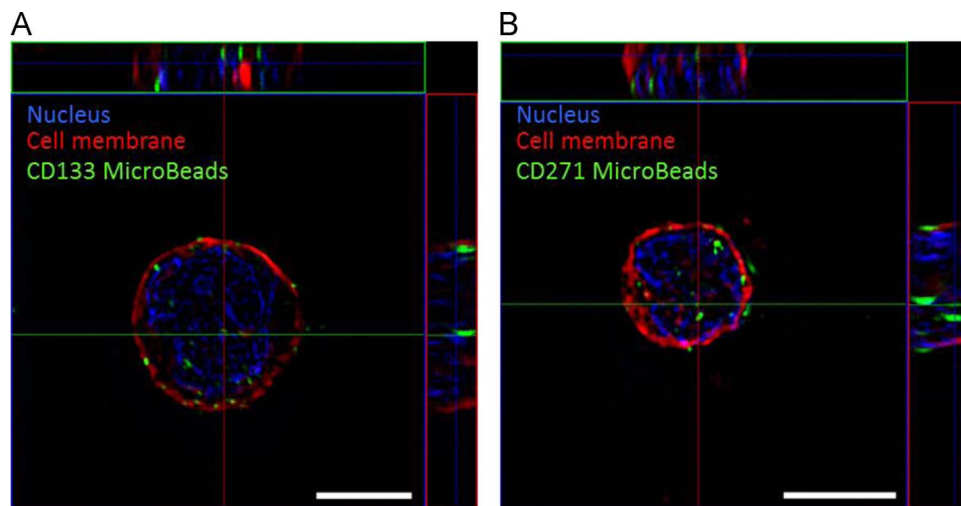 A
Nucleus
Cell membrane
CD133 MicroBeads
B
Nucleus
Cell membrane
CD271 MicroBeads